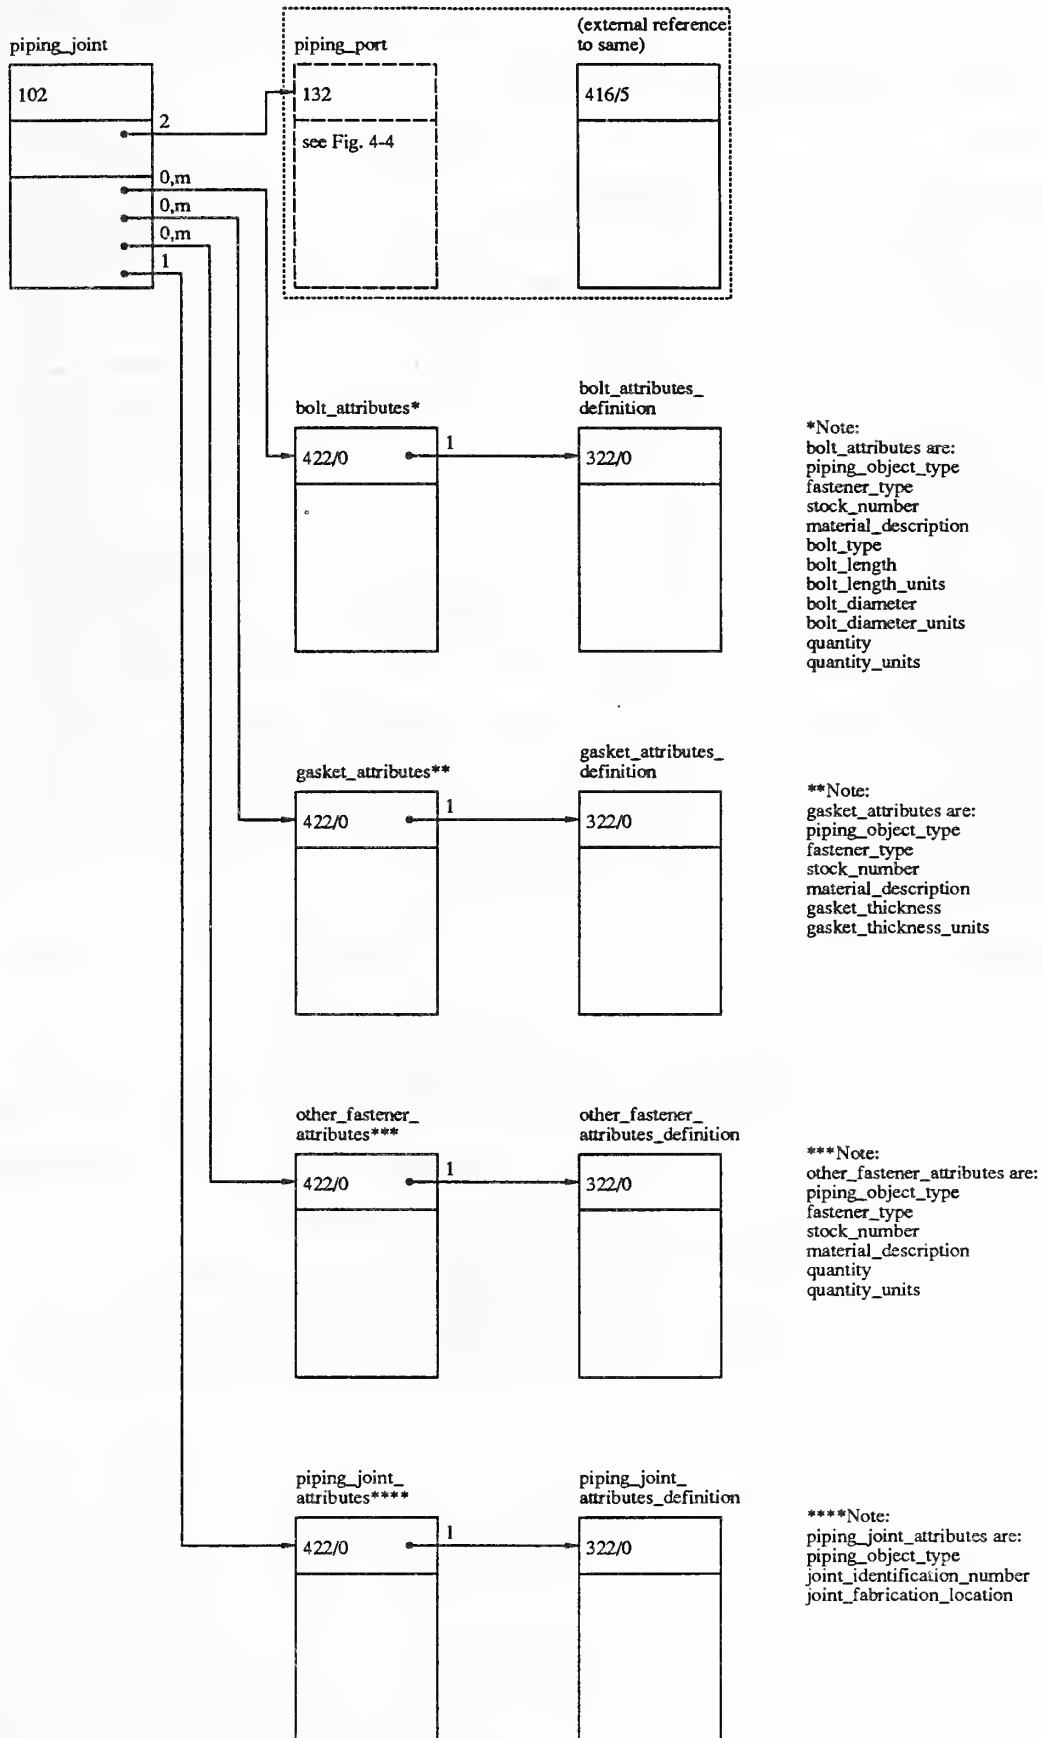 piping_joint
102
2
0,m
0,m
0,m
1
piping_port
132
see Fig. 4-4
(external reference
to same)
416/5
bolt_attributes*
422/0
1
bolt_attributes_
definition
322/0
*Note:
bolt_attributes are:
piping_object_type
fastener_type
stock_number
material_description
bolt_type
bolt_length
bolt_length_units
bolt_diameter
bolt_diameter_units
quantity
quantity_units
gasket_attributes**
422/0
1
gasket_attributes_
definition
322/0
**Note:
gasket_attributes are:
piping_object_type
fastener_type
stock_number
material_description
gasket_thickness
gasket_thickness_units
other_fastener_
attributes***
422/0
1
other_fastener_
attributes_definition
322/0
***Note:
other_fastener_attributes are:
piping_object_type
fastener_type
stock_number
material_description
quantity
quantity_units
piping_joint_
attributes****
422/0
1
piping_joint_
attributes_definition
322/0
****Note:
piping_joint_attributes are:
piping_object_type
joint_identification_number
joint_fabrication_location